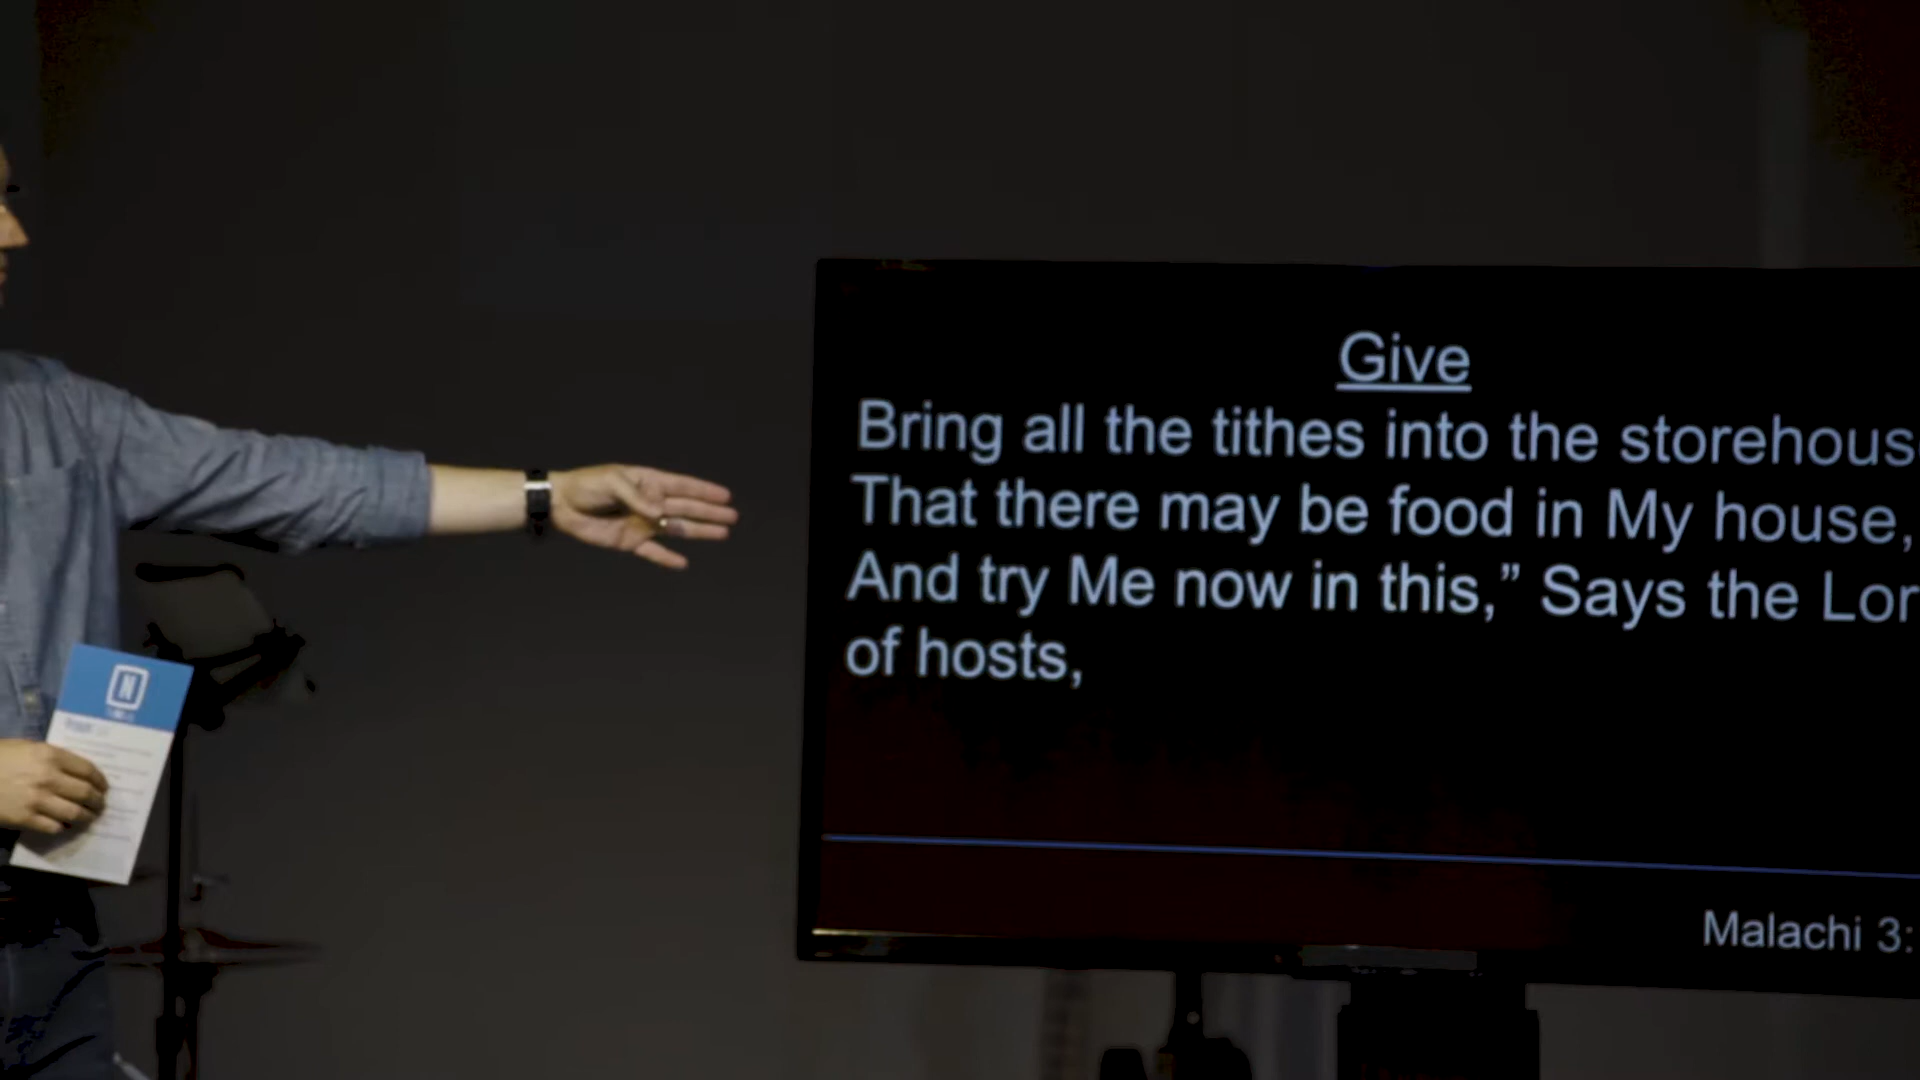 Give
Bring all the tithes into the storehous
That there may be food in My house,
And try Me now in this,” Says the Lor
of hosts,
Malachi 3:
N